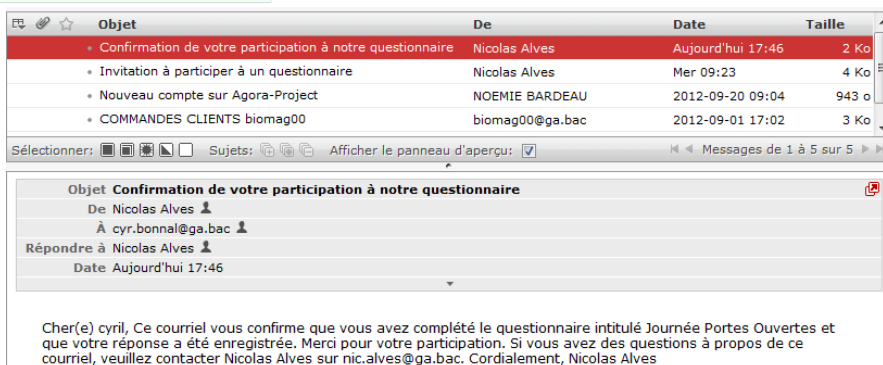 Objet De Date Taille
Confirmation de votre participation à notre questionnaire Nicolas Alves Aujourd'hui 17:46 2 Ko
Invitation à participer à un questionnaire Nicolas Alves Mer 09:23 4 Ko
Nouveau compte sur Agora-Project NOEMIE BARDEAU 2012-09-20 09:04 943 o
COMMANDES CLIENTS biomag00 biomag00@ga.bac 2012-09-01 17:02 3 Ko
Sélectionner: Sujets: Afficher le panneau d'aperçu: Messages de 1 à 5 sur 5
Objet Confirmation de votre participation à notre questionnaire
De Nicolas Alves
À cyr.bonnal@ga.bac
Répondre à Nicolas Alves
Date Aujourd'hui 17:46
Cher(e) cyril, Ce courriel vous confirme que vous avez complété le questionnaire intitulé Journée Portes Ouvertes et
que votre réponse a été enregistrée. Merci pour votre participation. Si vous avez des questions à propos de ce
courriel, veuillez contacter Nicolas Alves sur nic.alves@ga.bac. Cordialement, Nicolas Alves